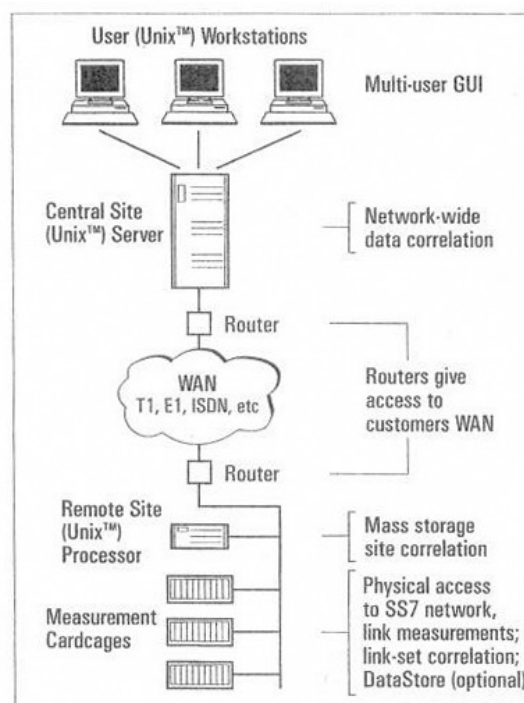 User (Unix™) Workstations
Multi-user GUI
Central Site
(Unix™) Server
Network-wide
data correlation
Router
WAN
T1, E1, ISDN, etc
Routers give
access to
customers WAN
Router
Remote Site
(Unix™)
Processor
Mass storage
site correlation
Measurement
Cardcages
Physical access
to SS7 network,
link measurements;
link-set correlation;
DataStore (optional)